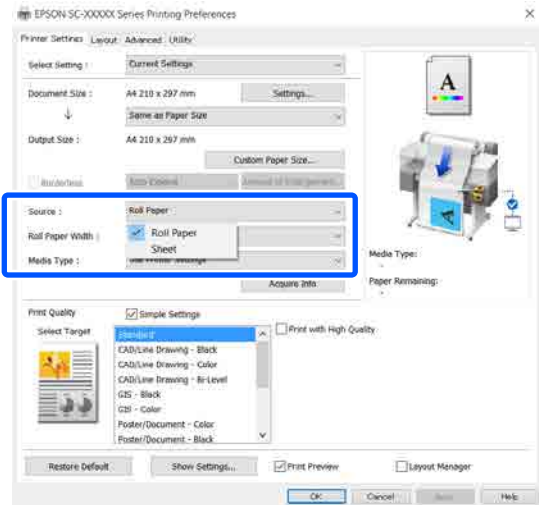 EPSON SC-XXXXX Series Printing Preferences
Printer Settings Layout Advanced Utility
Select Setting : Current Settings
Document Size : A4 210 x 297 mm Settings...
Same as Paper Size
Output Size : A4 210 x 297 mm
Custom Paper Size...
Borderless Auto Expand Amount of Enlargement...
Source : Roll Paper
Roll Paper Width : Roll Paper
Sheet
Media Type : Use Printer Settings
Acquire Info
A
Media Type:
-
Paper Remaining:
-
Print Quality Simple Settings
Select Target Standard Print with High Quality
CAD/Line Drawing - Black
CAD/Line Drawing - Color
CAD/Line Drawing - Bi-Level
GIS - Black
GIS - Color
Poster/Document - Color
Poster/Document - Black
Restore Default Show Settings... Print Preview Layout Manager
OK Cancel Help